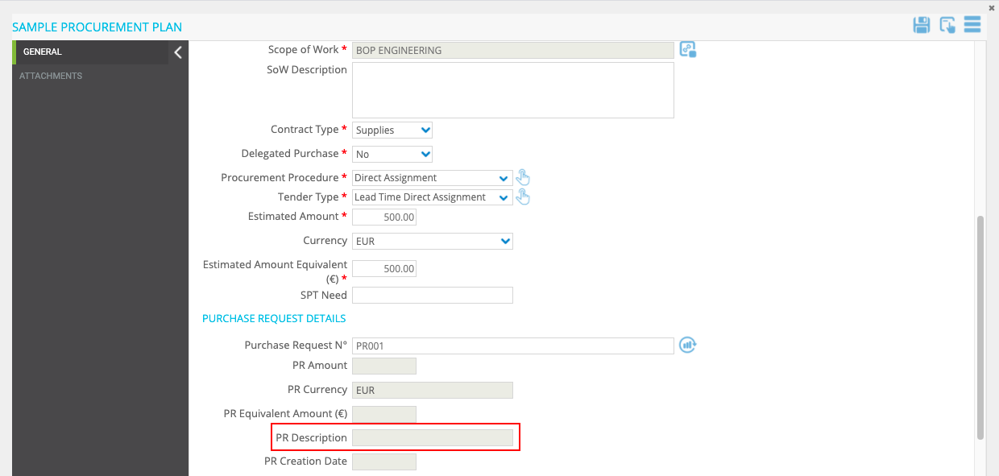 SAMPLE PROCUREMENT PLAN
GENERAL
ATTACHMENTS
Scope of Work * BOP ENGINEERING
SoW Description
Contract Type * Supplies
Delegated Purchase * No
Procurement Procedure * Direct Assignment
Tender Type * Lead Time Direct Assignment
Estimated Amount * 500.00
Currency EUR
Estimated Amount Equivalent
(€) * 500.00
SPT Need
PURCHASE REQUEST DETAILS
Purchase Request N° PR001
PR Amount
PR Currency EUR
PR Equivalent Amount (€)
PR Description
PR Creation Date